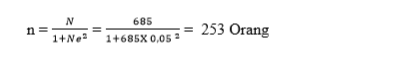 n = N / 1+Ne² = 685 / 1+685X 0,05 ² = 253 Orang